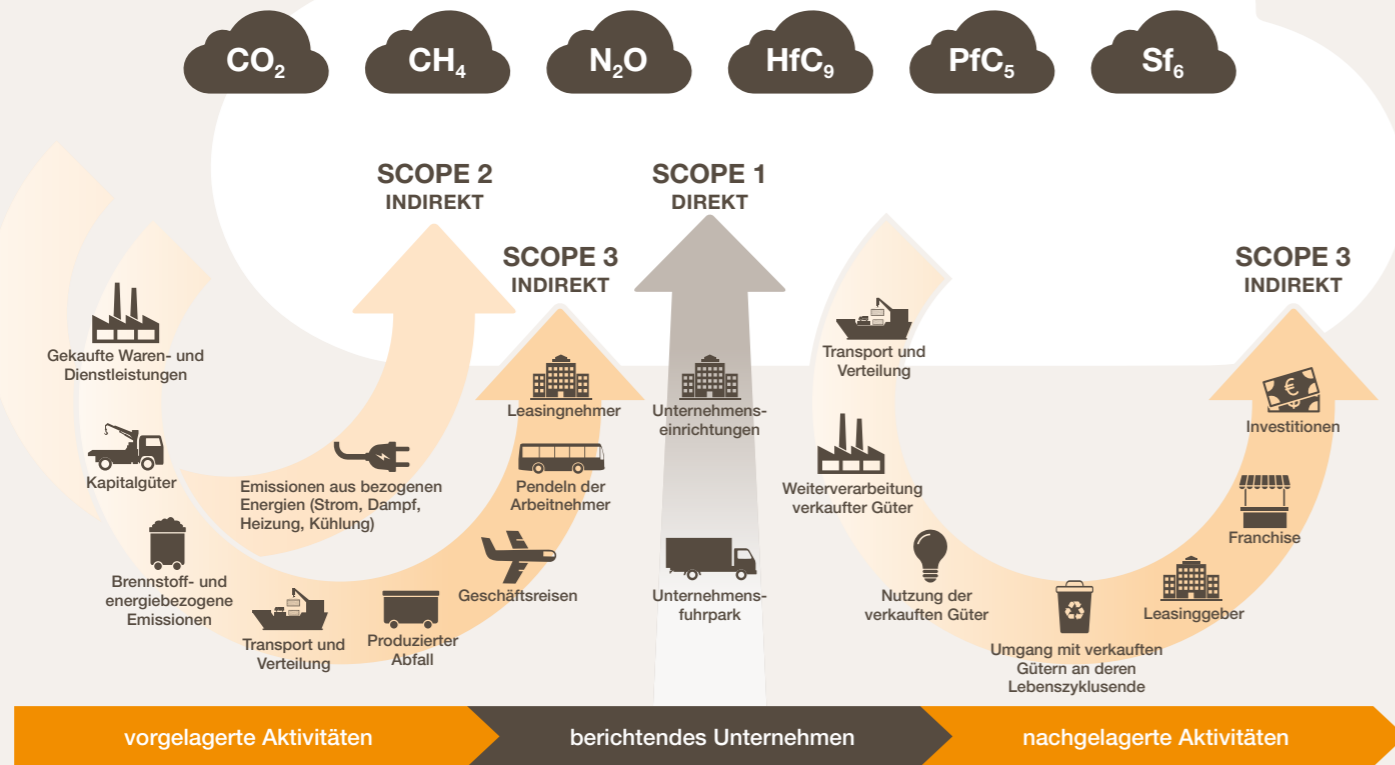 CO₂
CH₄
N₂O
HfC₉
PfC₅
Sf₆
SCOPE 2
INDIREKT
SCOPE 1
DIREKT
SCOPE 3
INDIREKT
SCOPE 3
INDIREKT
Gekaufte Waren- und
Dienstleistungen
Kapitalgüter
Brennstoff- und
energiebezogene
Emissionen
Transport und
Verteilung
Produzierter
Abfall
Geschäftsreisen
Pendeln der
Arbeitnehmer
Leasingnehmer
Emissionen aus bezogenen
Energien (Strom, Dampf,
Heizung, Kühlung)
Unternehmens-
einrichtungen
Unternehmens-
fuhrpark
Transport und
Verteilung
Weiterverarbeitung
verkaufter Güter
Nutzung der
verkauften Güter
Umgang mit verkauften
Gütern an deren
Lebenszyklusende
Leasinggeber
Franchise
€
$
Investitionen
vorgelagerte Aktivitäten
berichtendes Unternehmen
nachgelagerte Aktivitäten